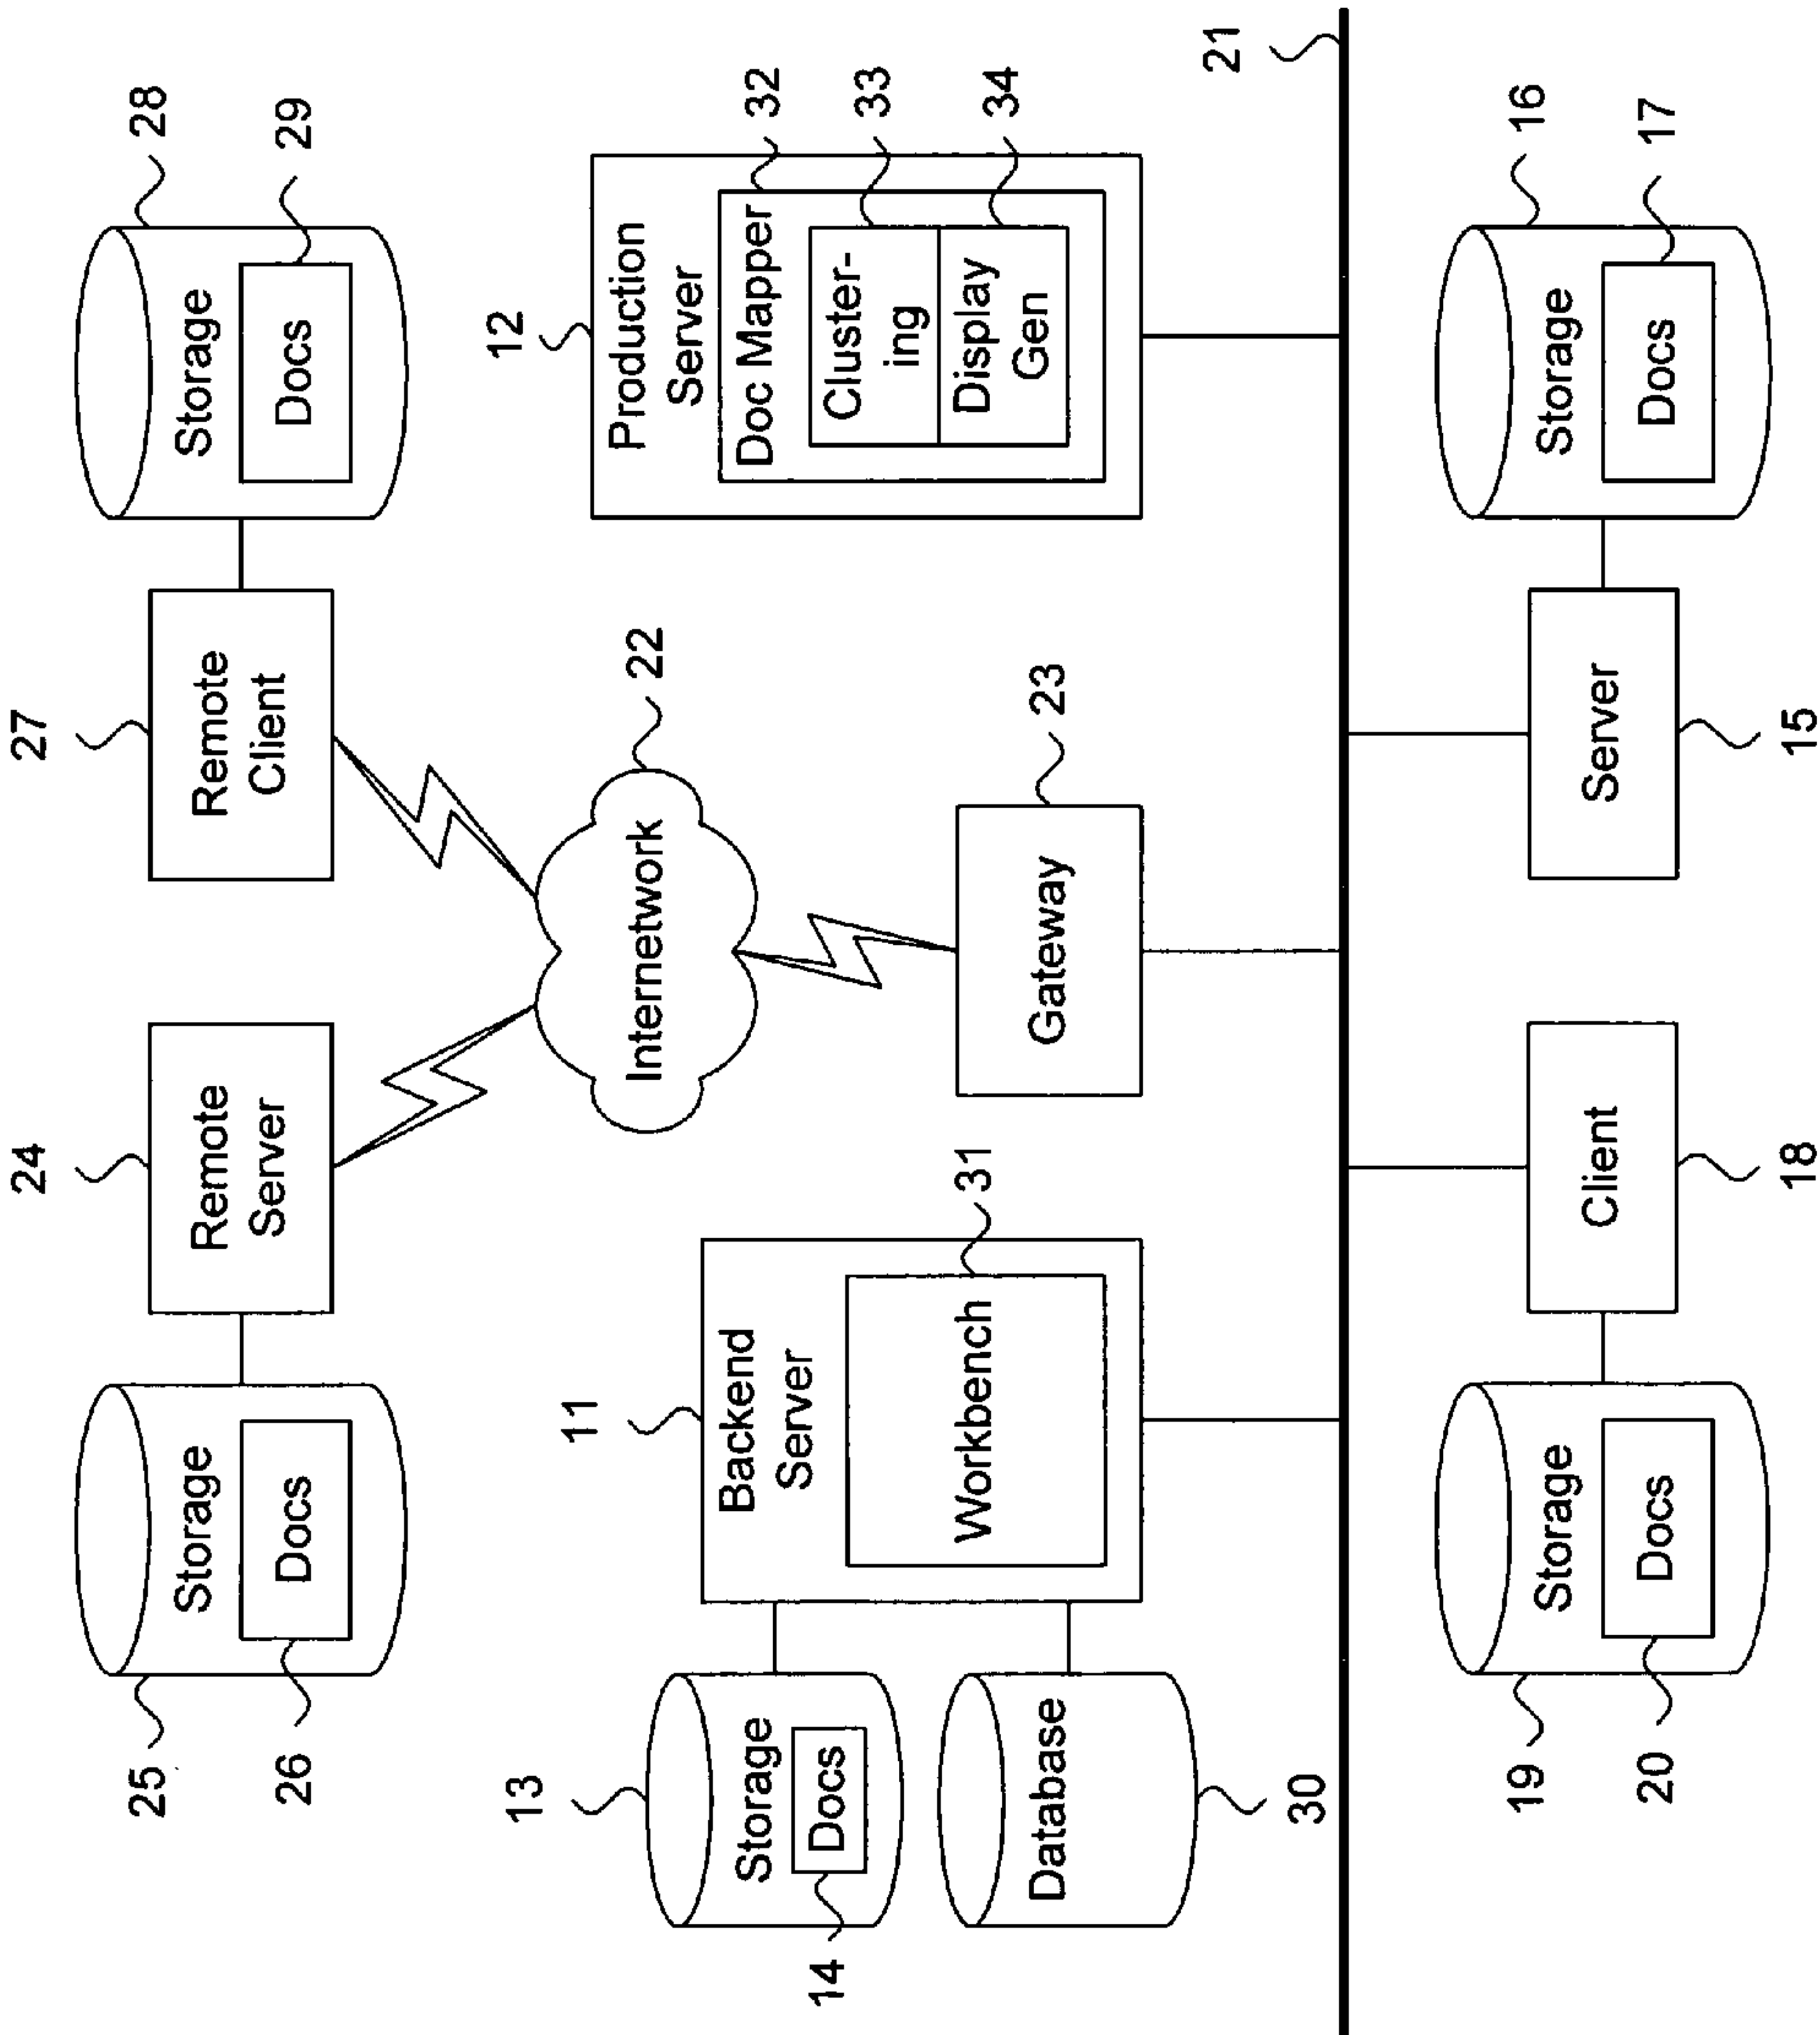 24
27
28
29
25
26
Storage
Docs
Remote
Server
Remote
Client
Storage
Docs
13
14
11
22
12
Storage
Docs
Database
30
Backend
Server
Workbench
31
Internetwork
Gateway
23
Production
Server
Doc Mapper
Cluster-
ing
Display
Gen
32
33
34
21
19
20
Storage
Docs
Client
18
Server
15
Storage
Docs
16
17